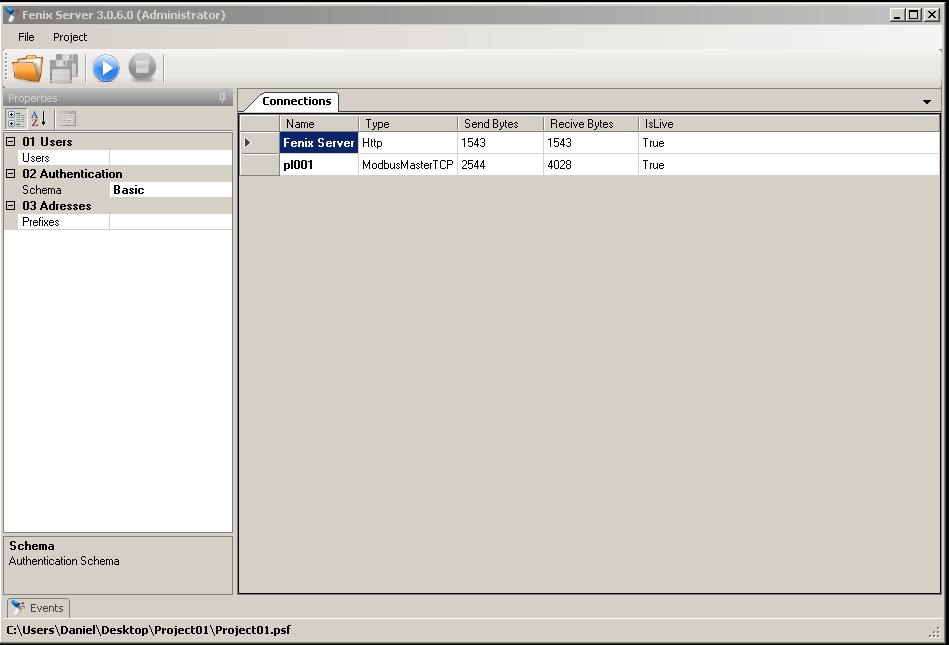 Fenix Server 3.0.6.0 (Administrator)
File Project
Properties
01 Users
Users
02 Authentication
Schema Basic
03 Adresses
Prefixes
Schema
Authentication Schema
Connections
Name Type Send Bytes Recive Bytes IsLive
Fenix Server Http 1543 1543 True
pl001 ModbusMasterTCP 2544 4028 True
Events
C:\Users\Daniel\Desktop\Project01\Project01.psf